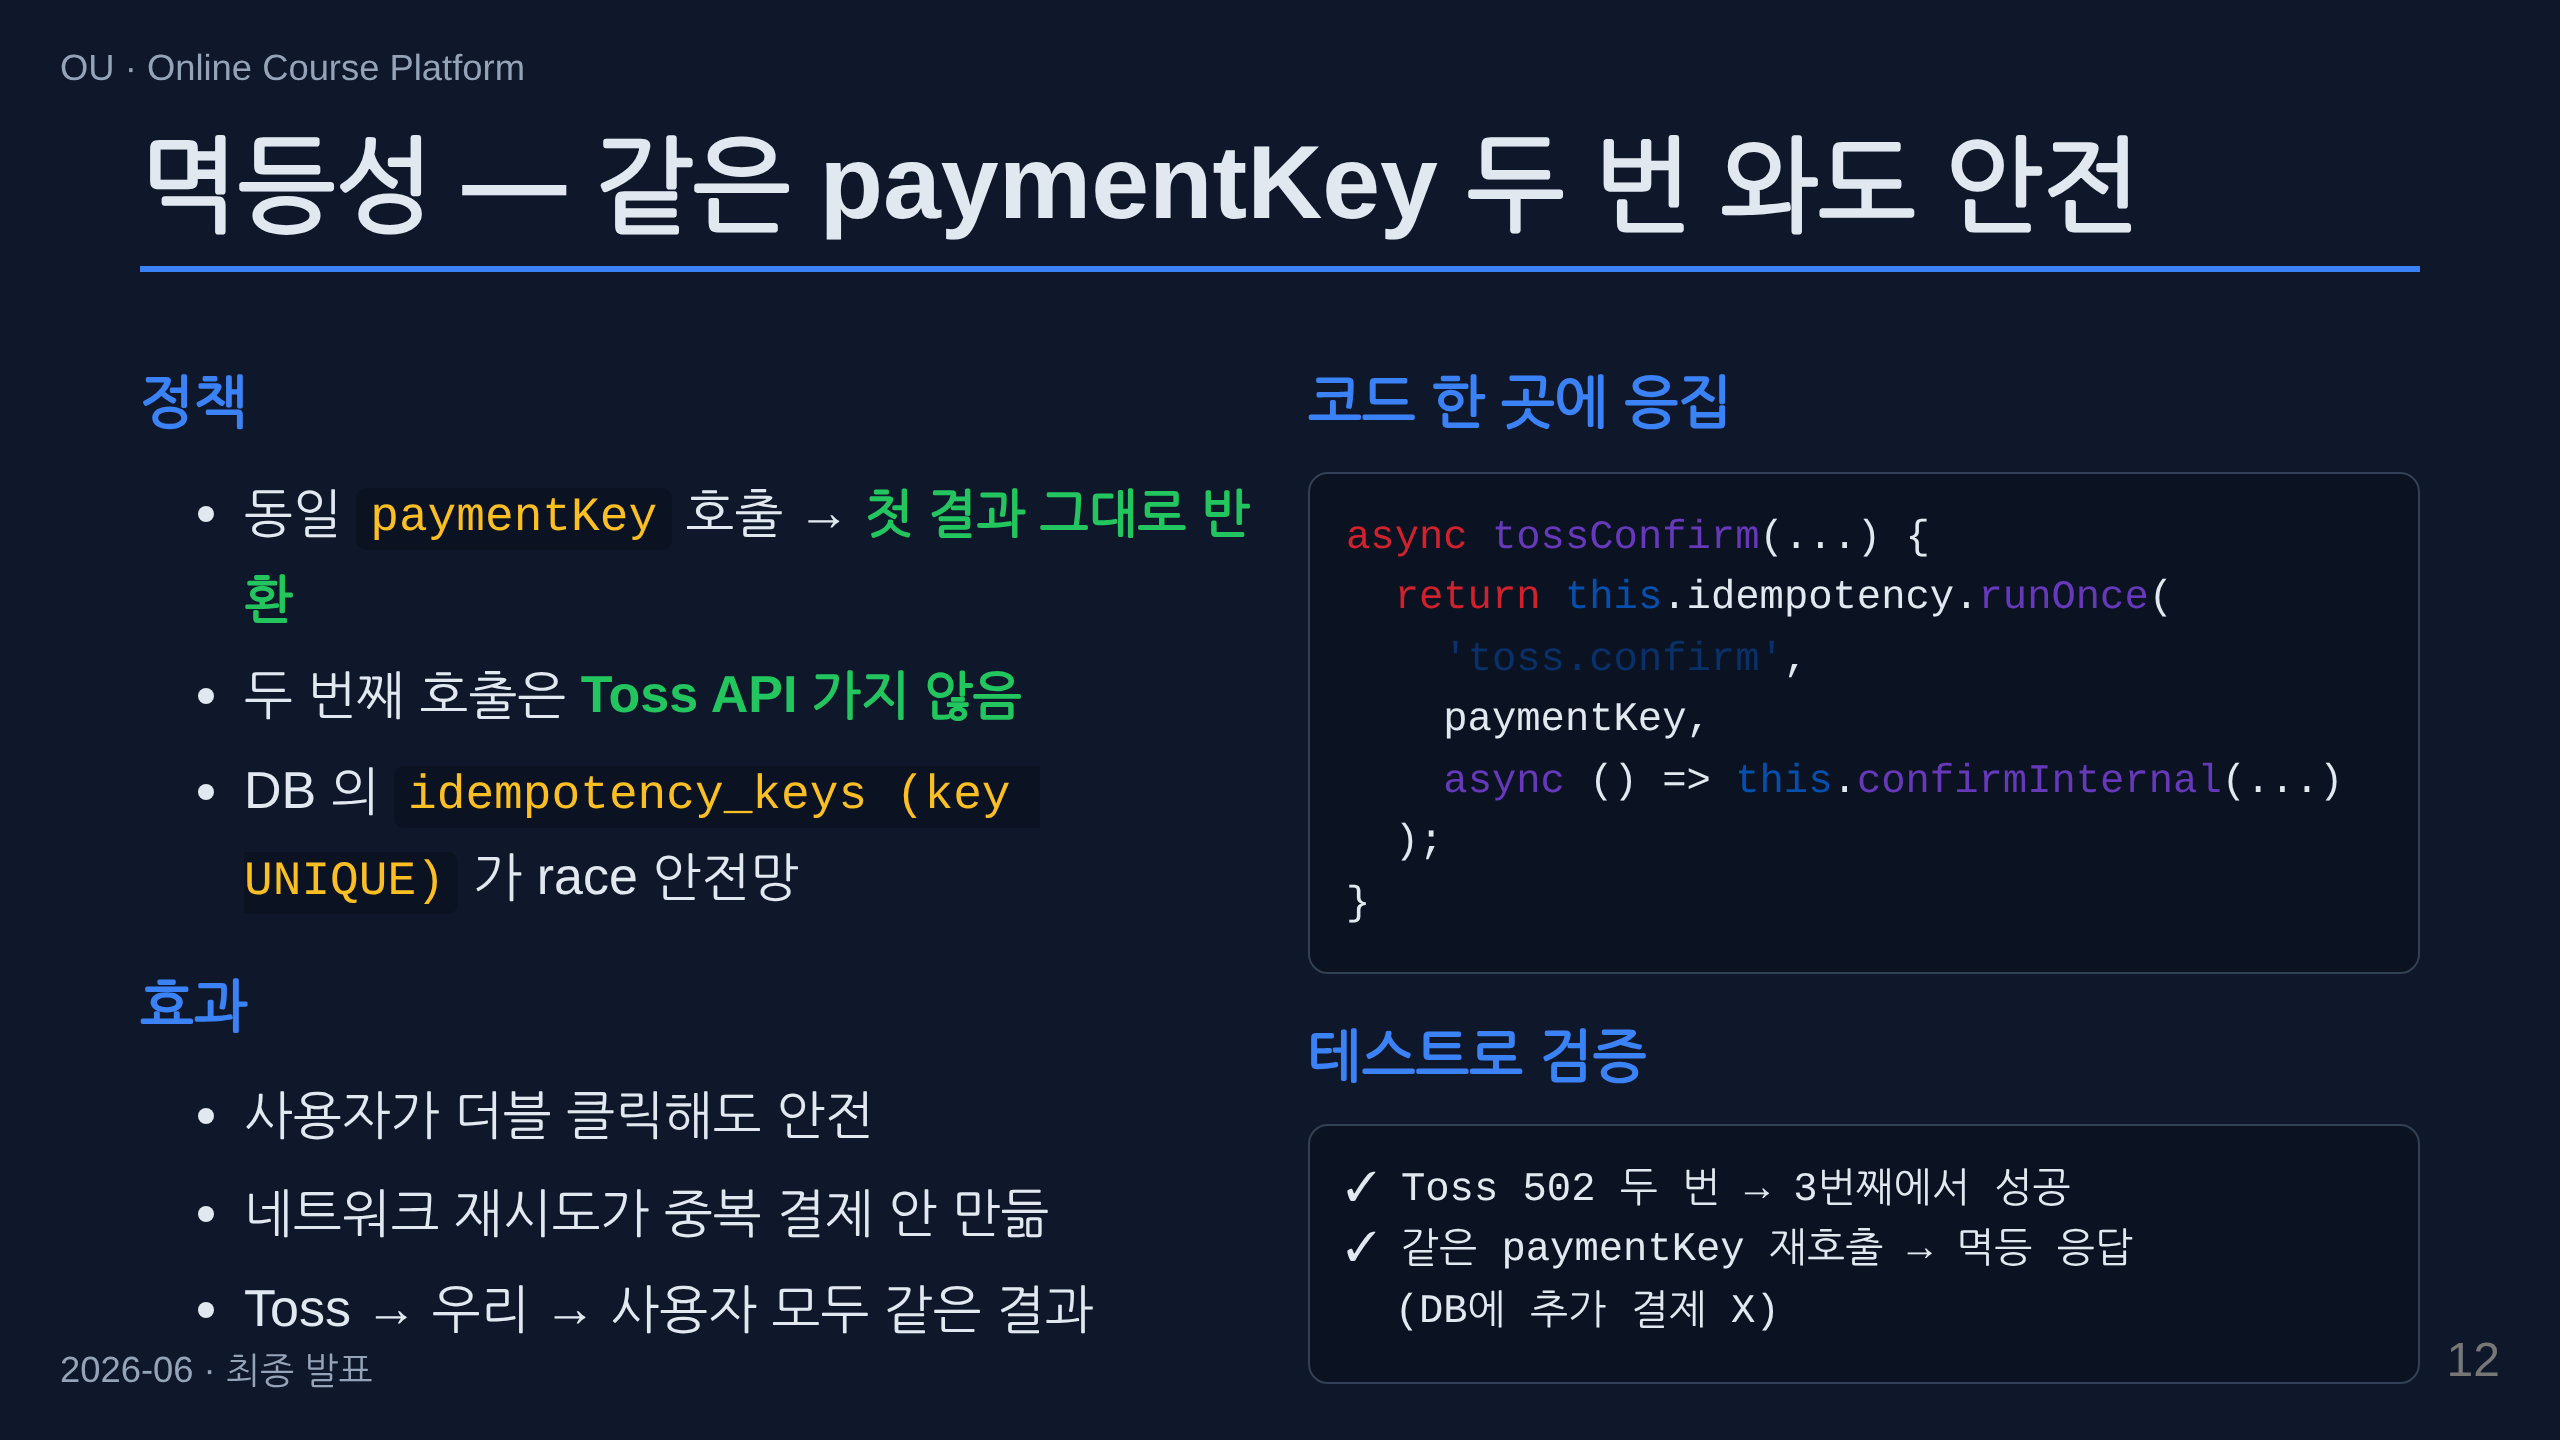 OU · Online Course Platform
멱등성 — 같은 paymentKey 두 번 와도 안전
정책
• 동일 paymentKey 호출 → 첫 결과 그대로 반
환
• 두 번째 호출은 Toss API 가지 않음
• DB 의 idempotency_keys (key
UNIQUE) 가 race 안전망
효과
• 사용자가 더블 클릭해도 안전
• 네트워크 재시도가 중복 결제 안 만듦
• Toss → 우리 → 사용자 모두 같은 결과
코드 한 곳에 응집
async tossConfirm(...) {
  return this.idempotency.runOnce(
    'toss.confirm',
    paymentKey,
    async () => this.confirmInternal(...)
  );
}
테스트로 검증
✓ Toss 502 두 번 → 3번째에서 성공
✓ 같은 paymentKey 재호출 → 멱등 응답
  (DB에 추가 결제 X)
2026-06 · 최종 발표
12